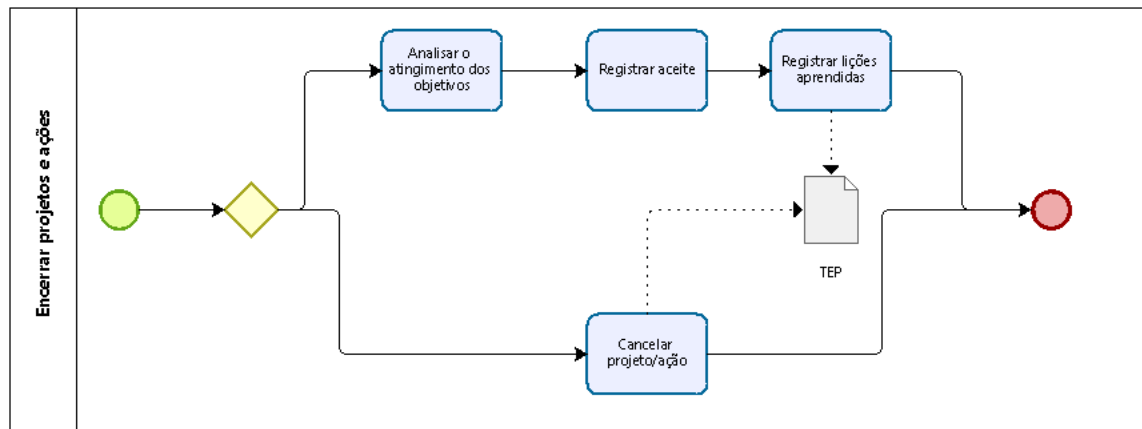 Encerrar projetos e ações
Analisar o
atingimento dos
objetivos
Registrar aceite
Registrar lições
aprendidas
TEP
Cancelar
projeto/ação